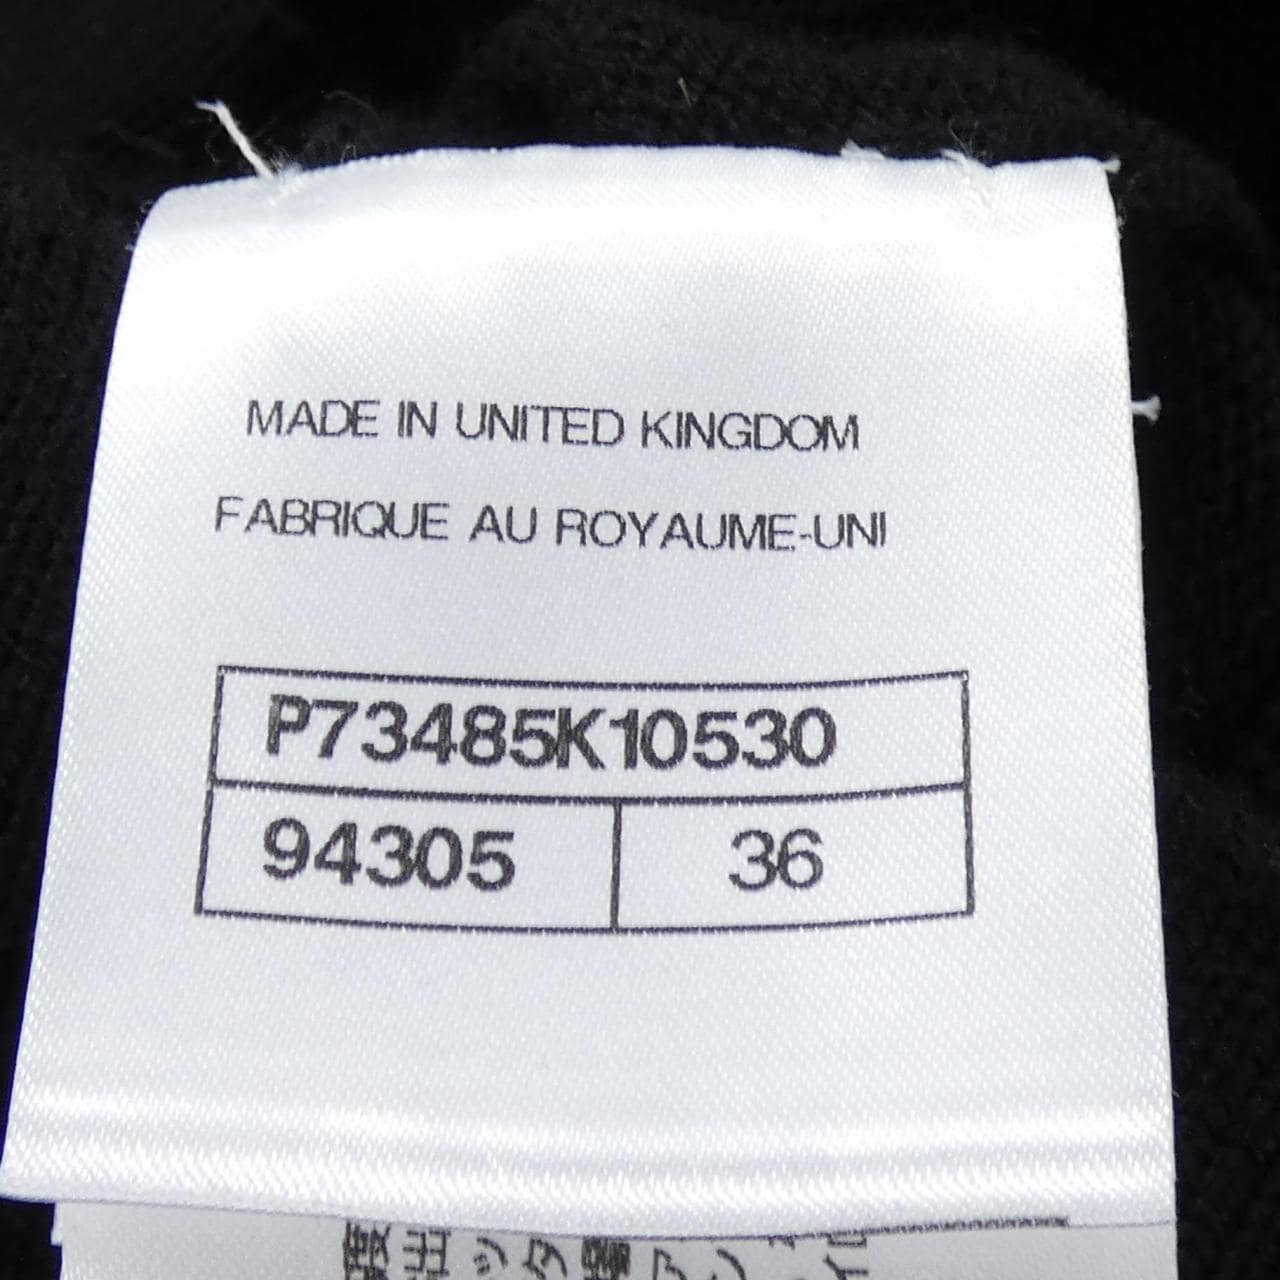 MADE IN UNITED KINGDOM
FABRIQUE AU ROYAUME-UNI
P73485K10530
94305 36